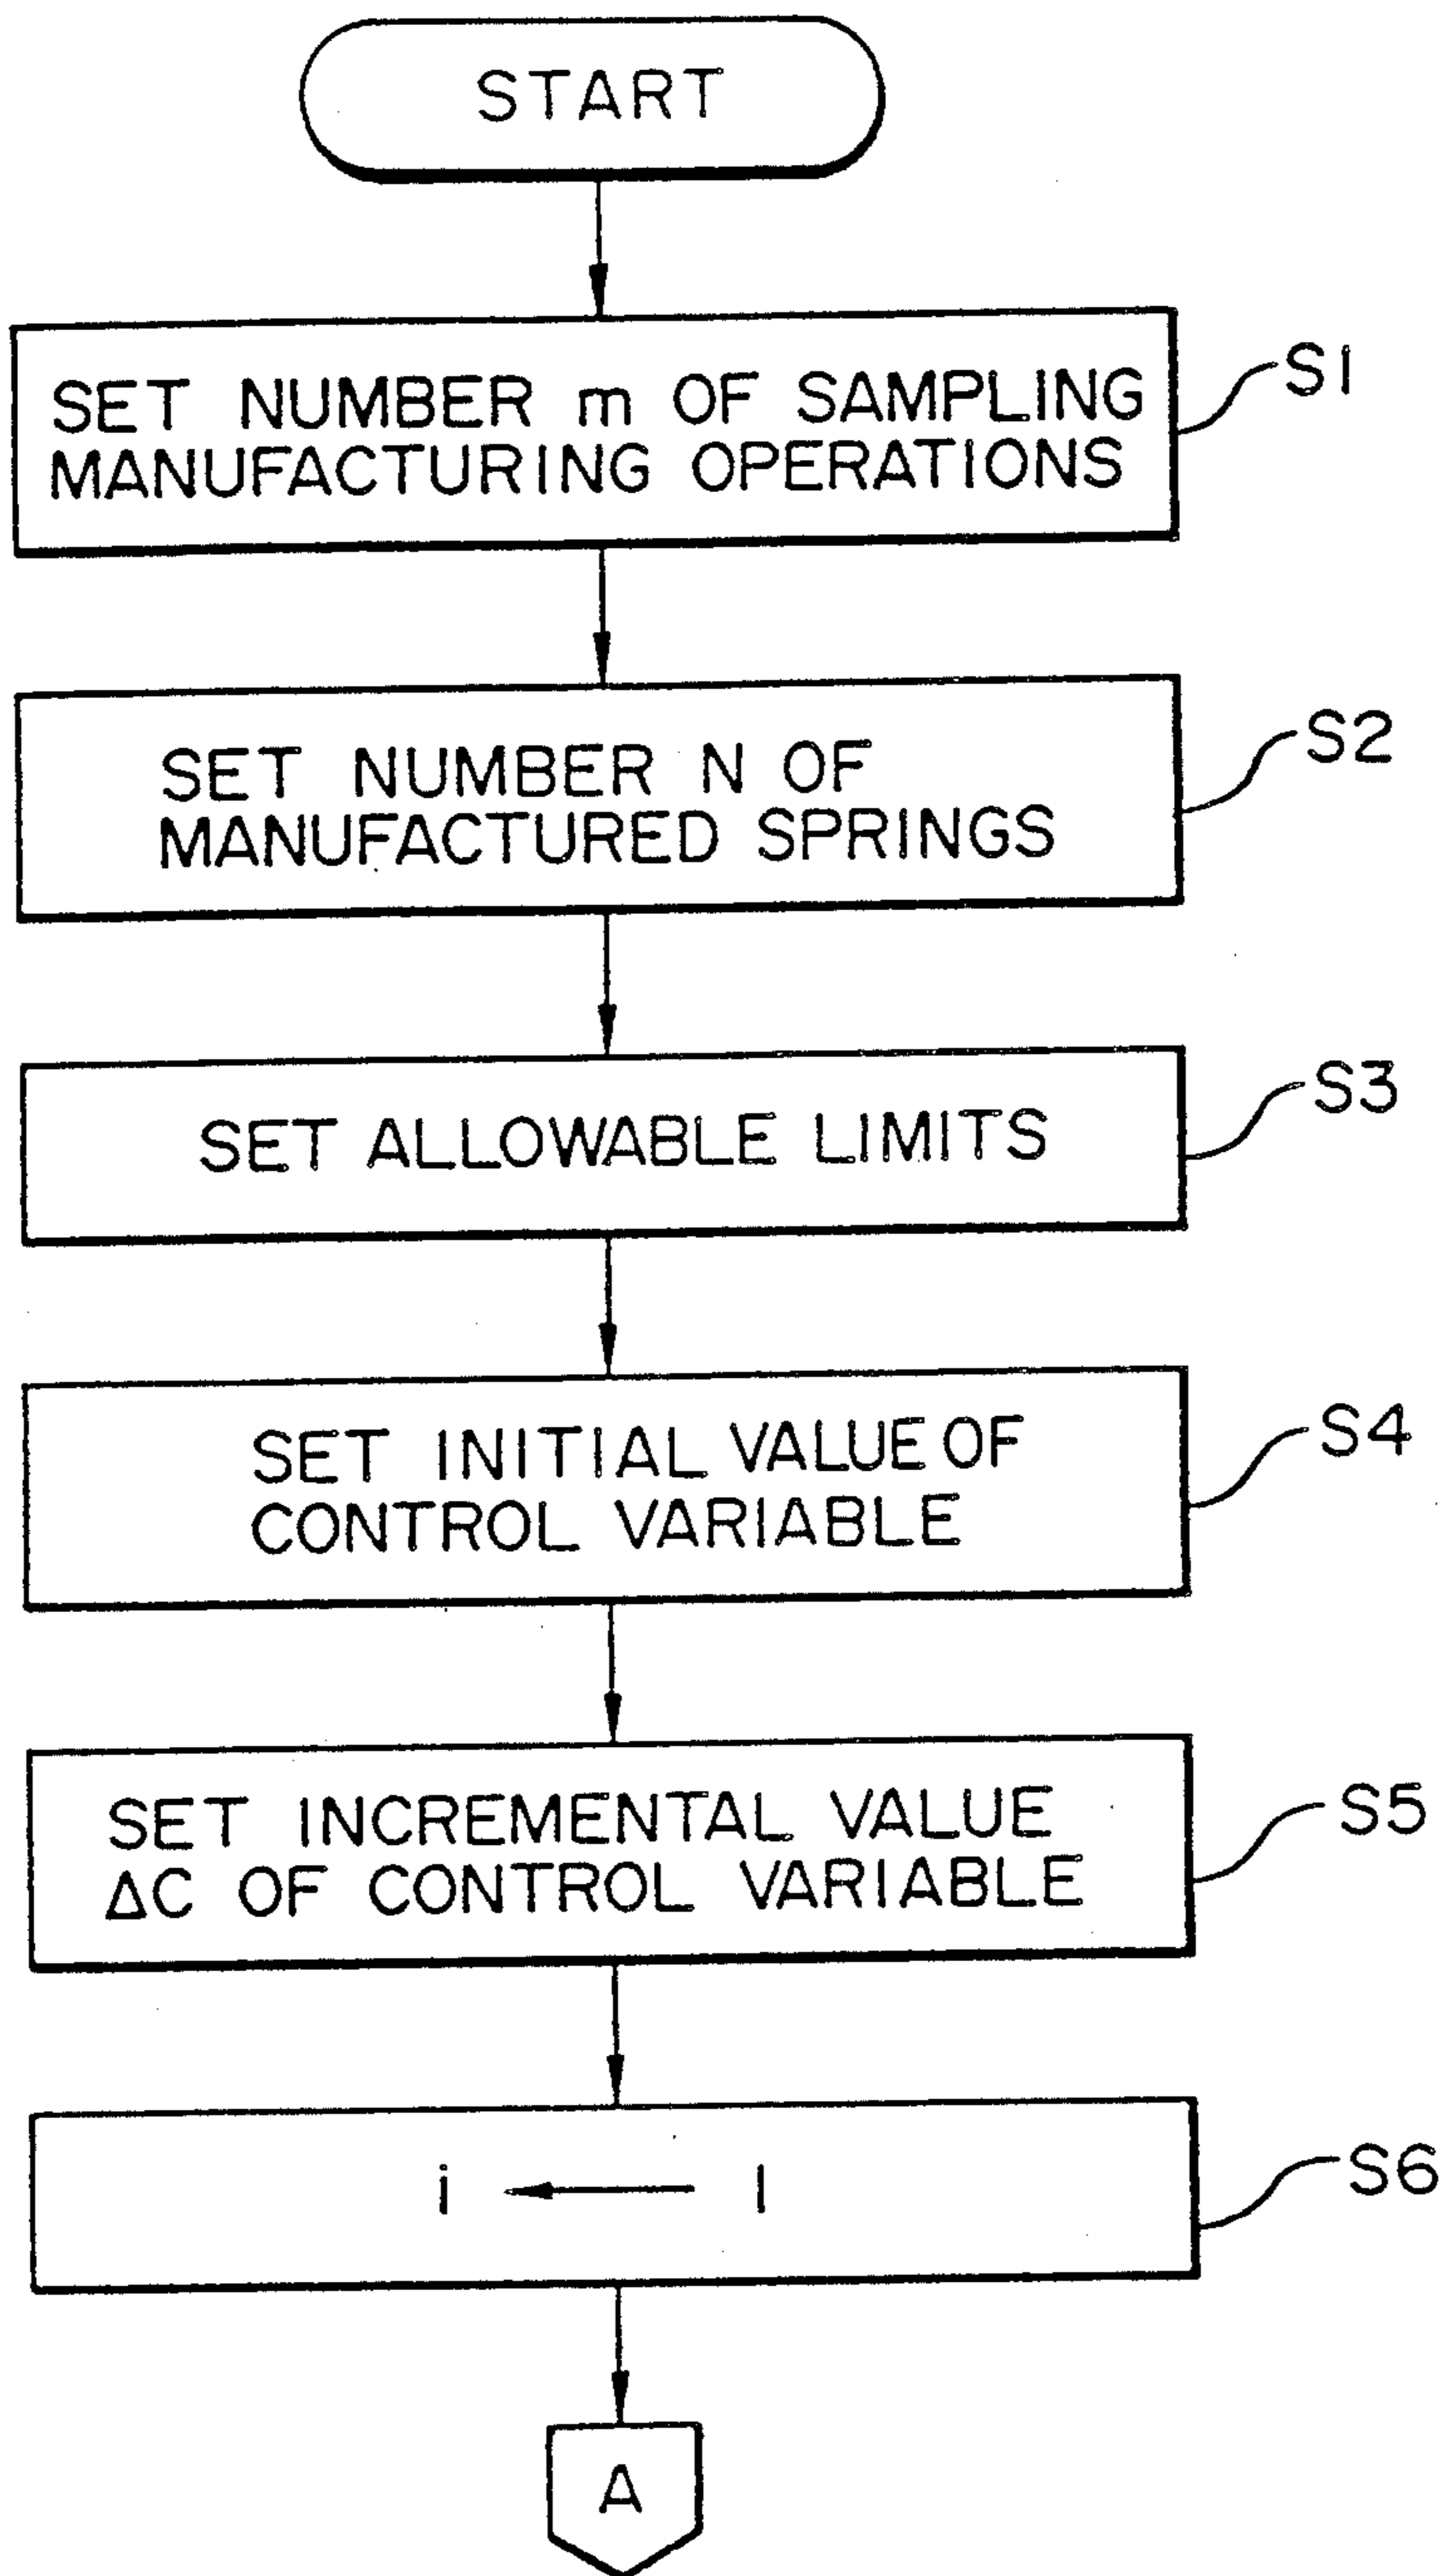 START
SET NUMBER m OF SAMPLING
MANUFACTURING OPERATIONS
S1
SET NUMBER N OF
MANUFACTURED SPRINGS
S2
SET ALLOWABLE LIMITS
S3
SET INITIAL VALUE OF
CONTROL VARIABLE
S4
SET INCREMENTAL VALUE
ΔC OF CONTROL VARIABLE
S5
i ← 1
S6
A